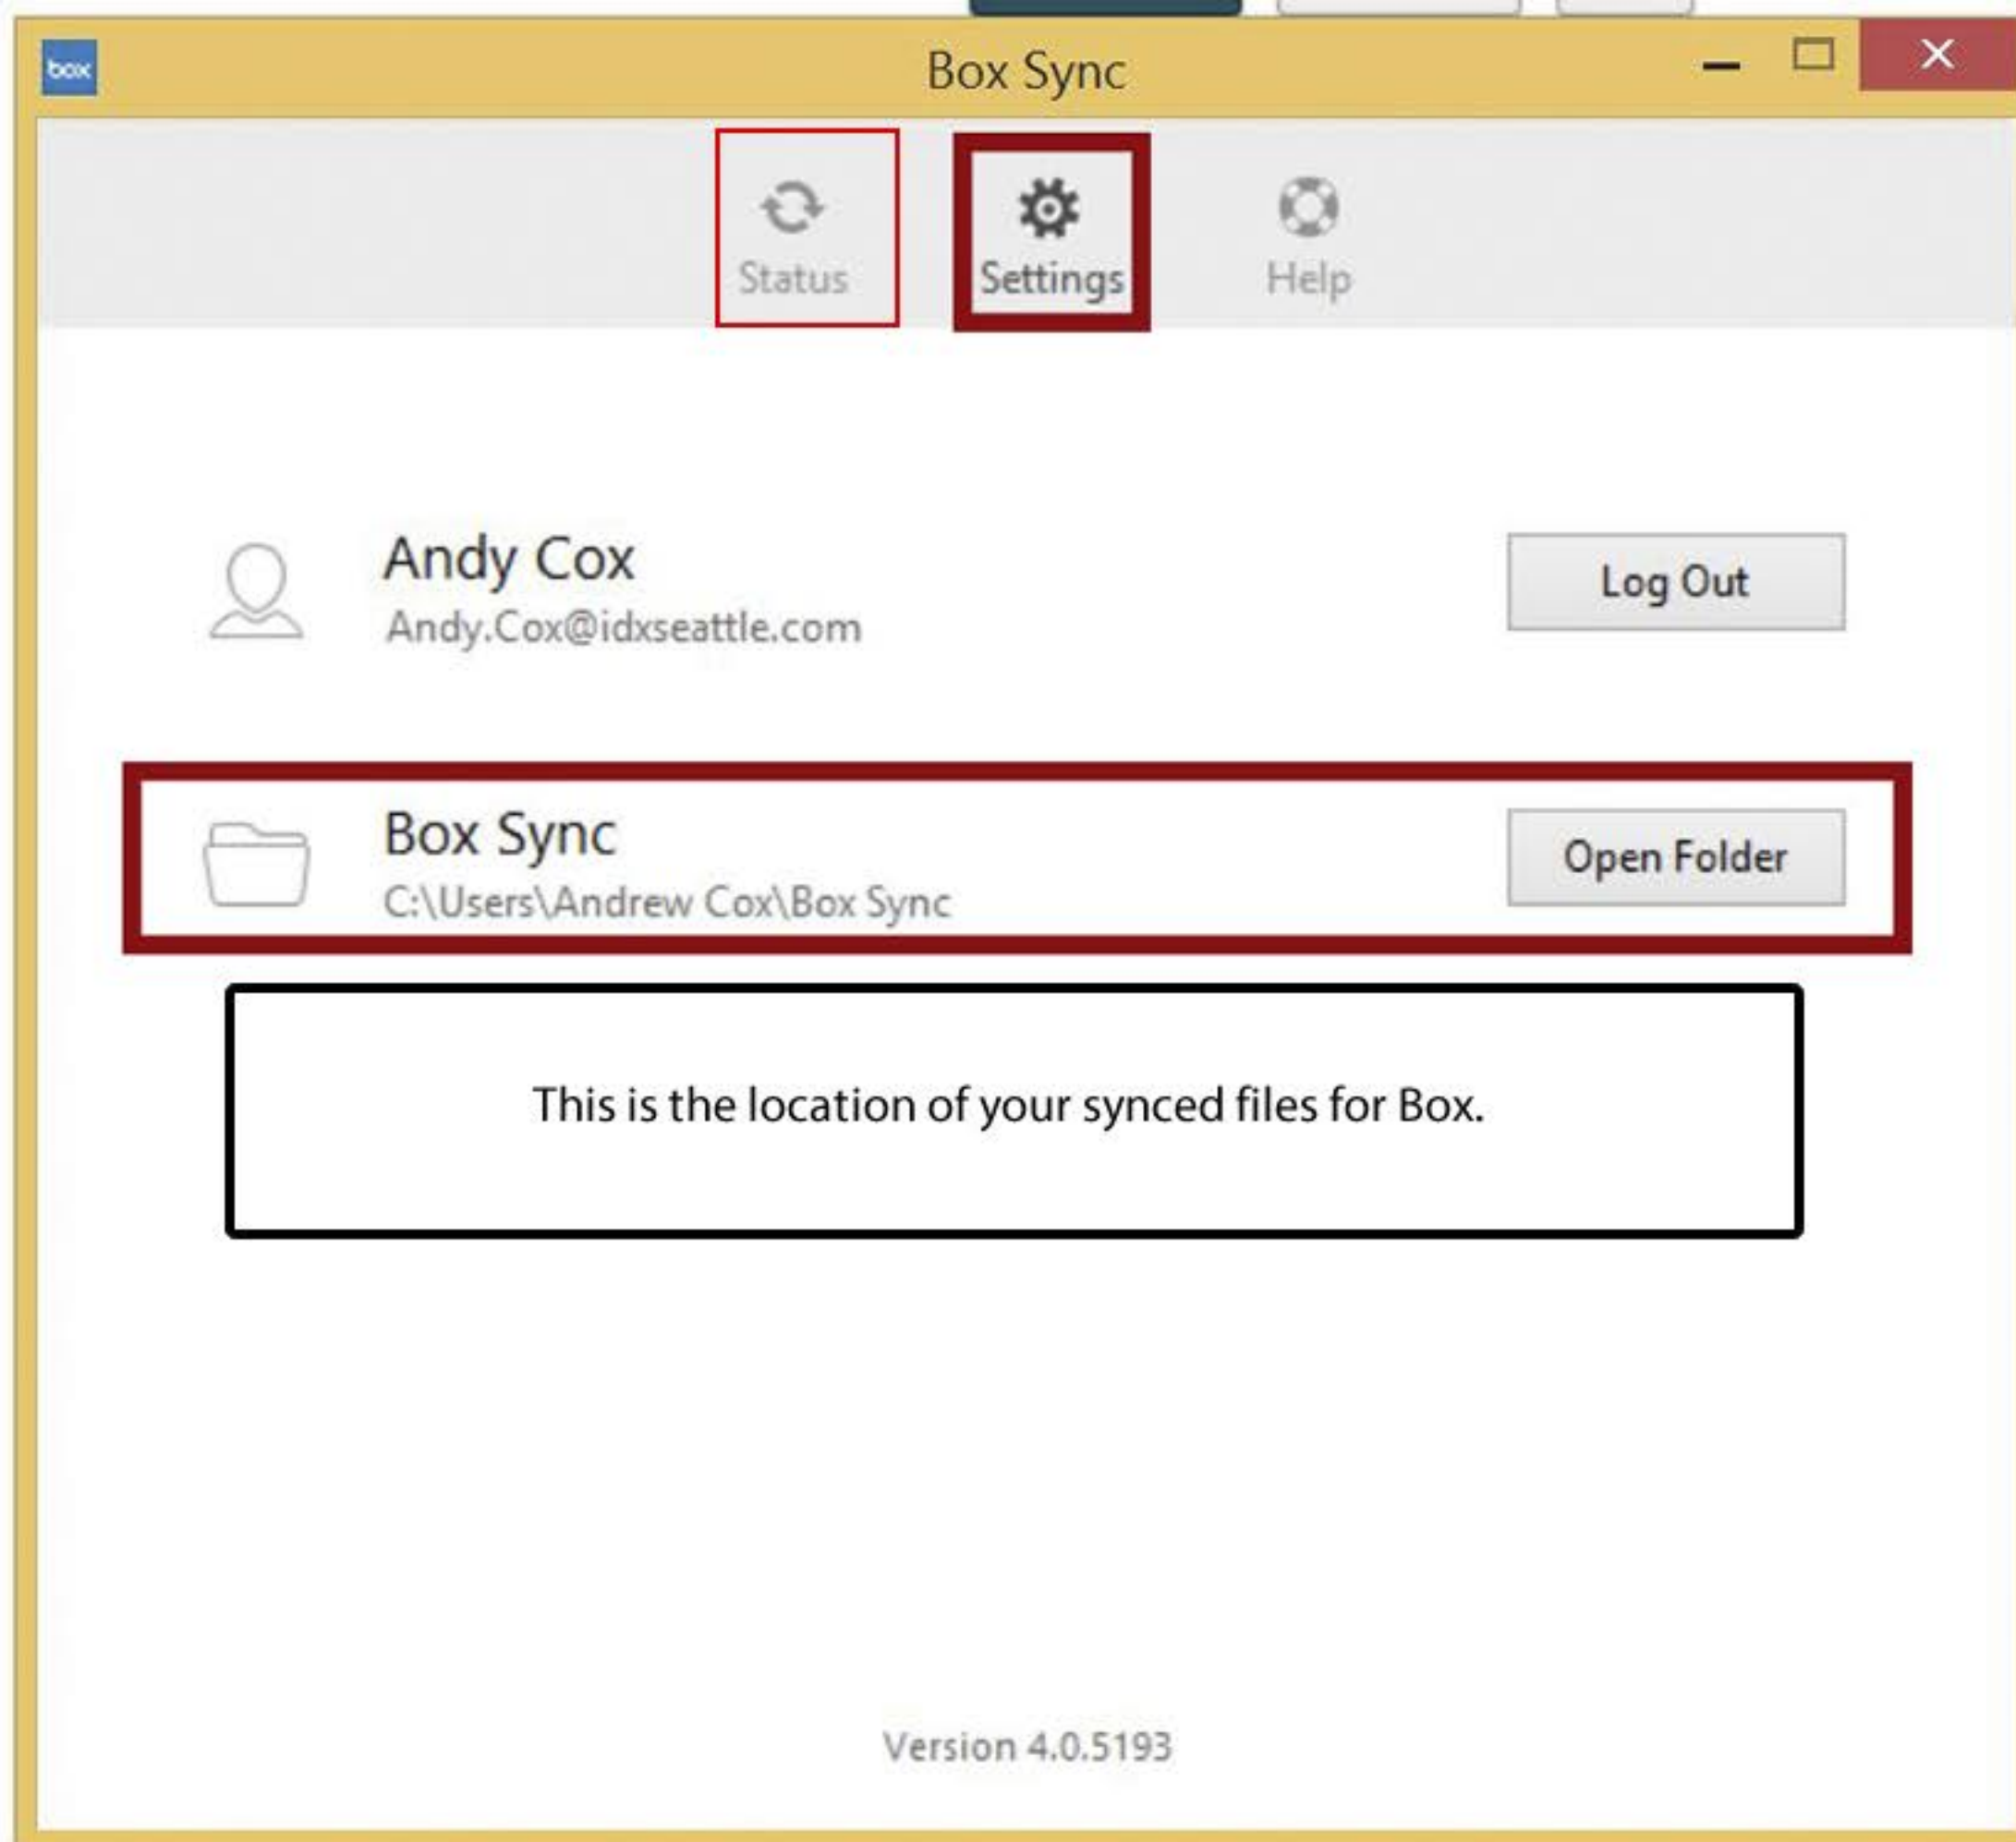 box
Box Sync
Status Settings Help
Andy Cox
Log Out
Andy.Cox@idxseattle.com
Box Sync
Open Folder
C:\Users\Andrew Cox\Box Sync
This is the location of your synced files for Box.
Version 4.0.5193